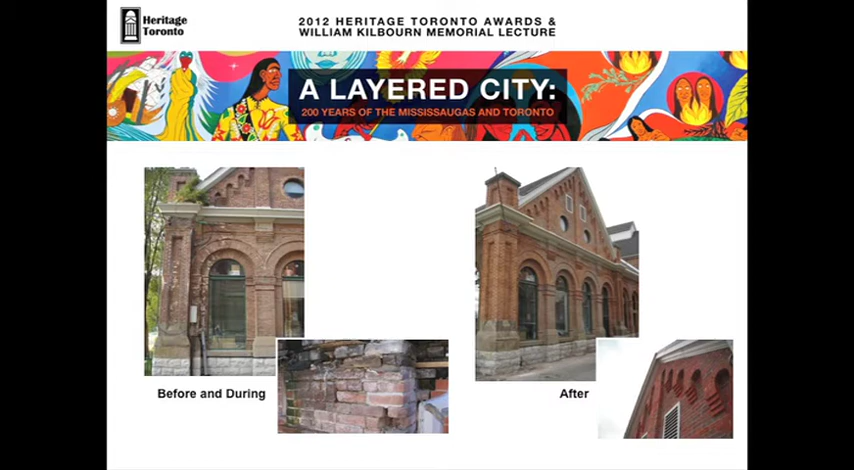 Heritage
Toronto
2012 HERITAGE TORONTO AWARDS &
WILLIAM KILBOURN MEMORIAL LECTURE
A LAYERED CITY:
200 YEARS OF THE MISSISSAUGAS AND TORONTO
Before and During
After